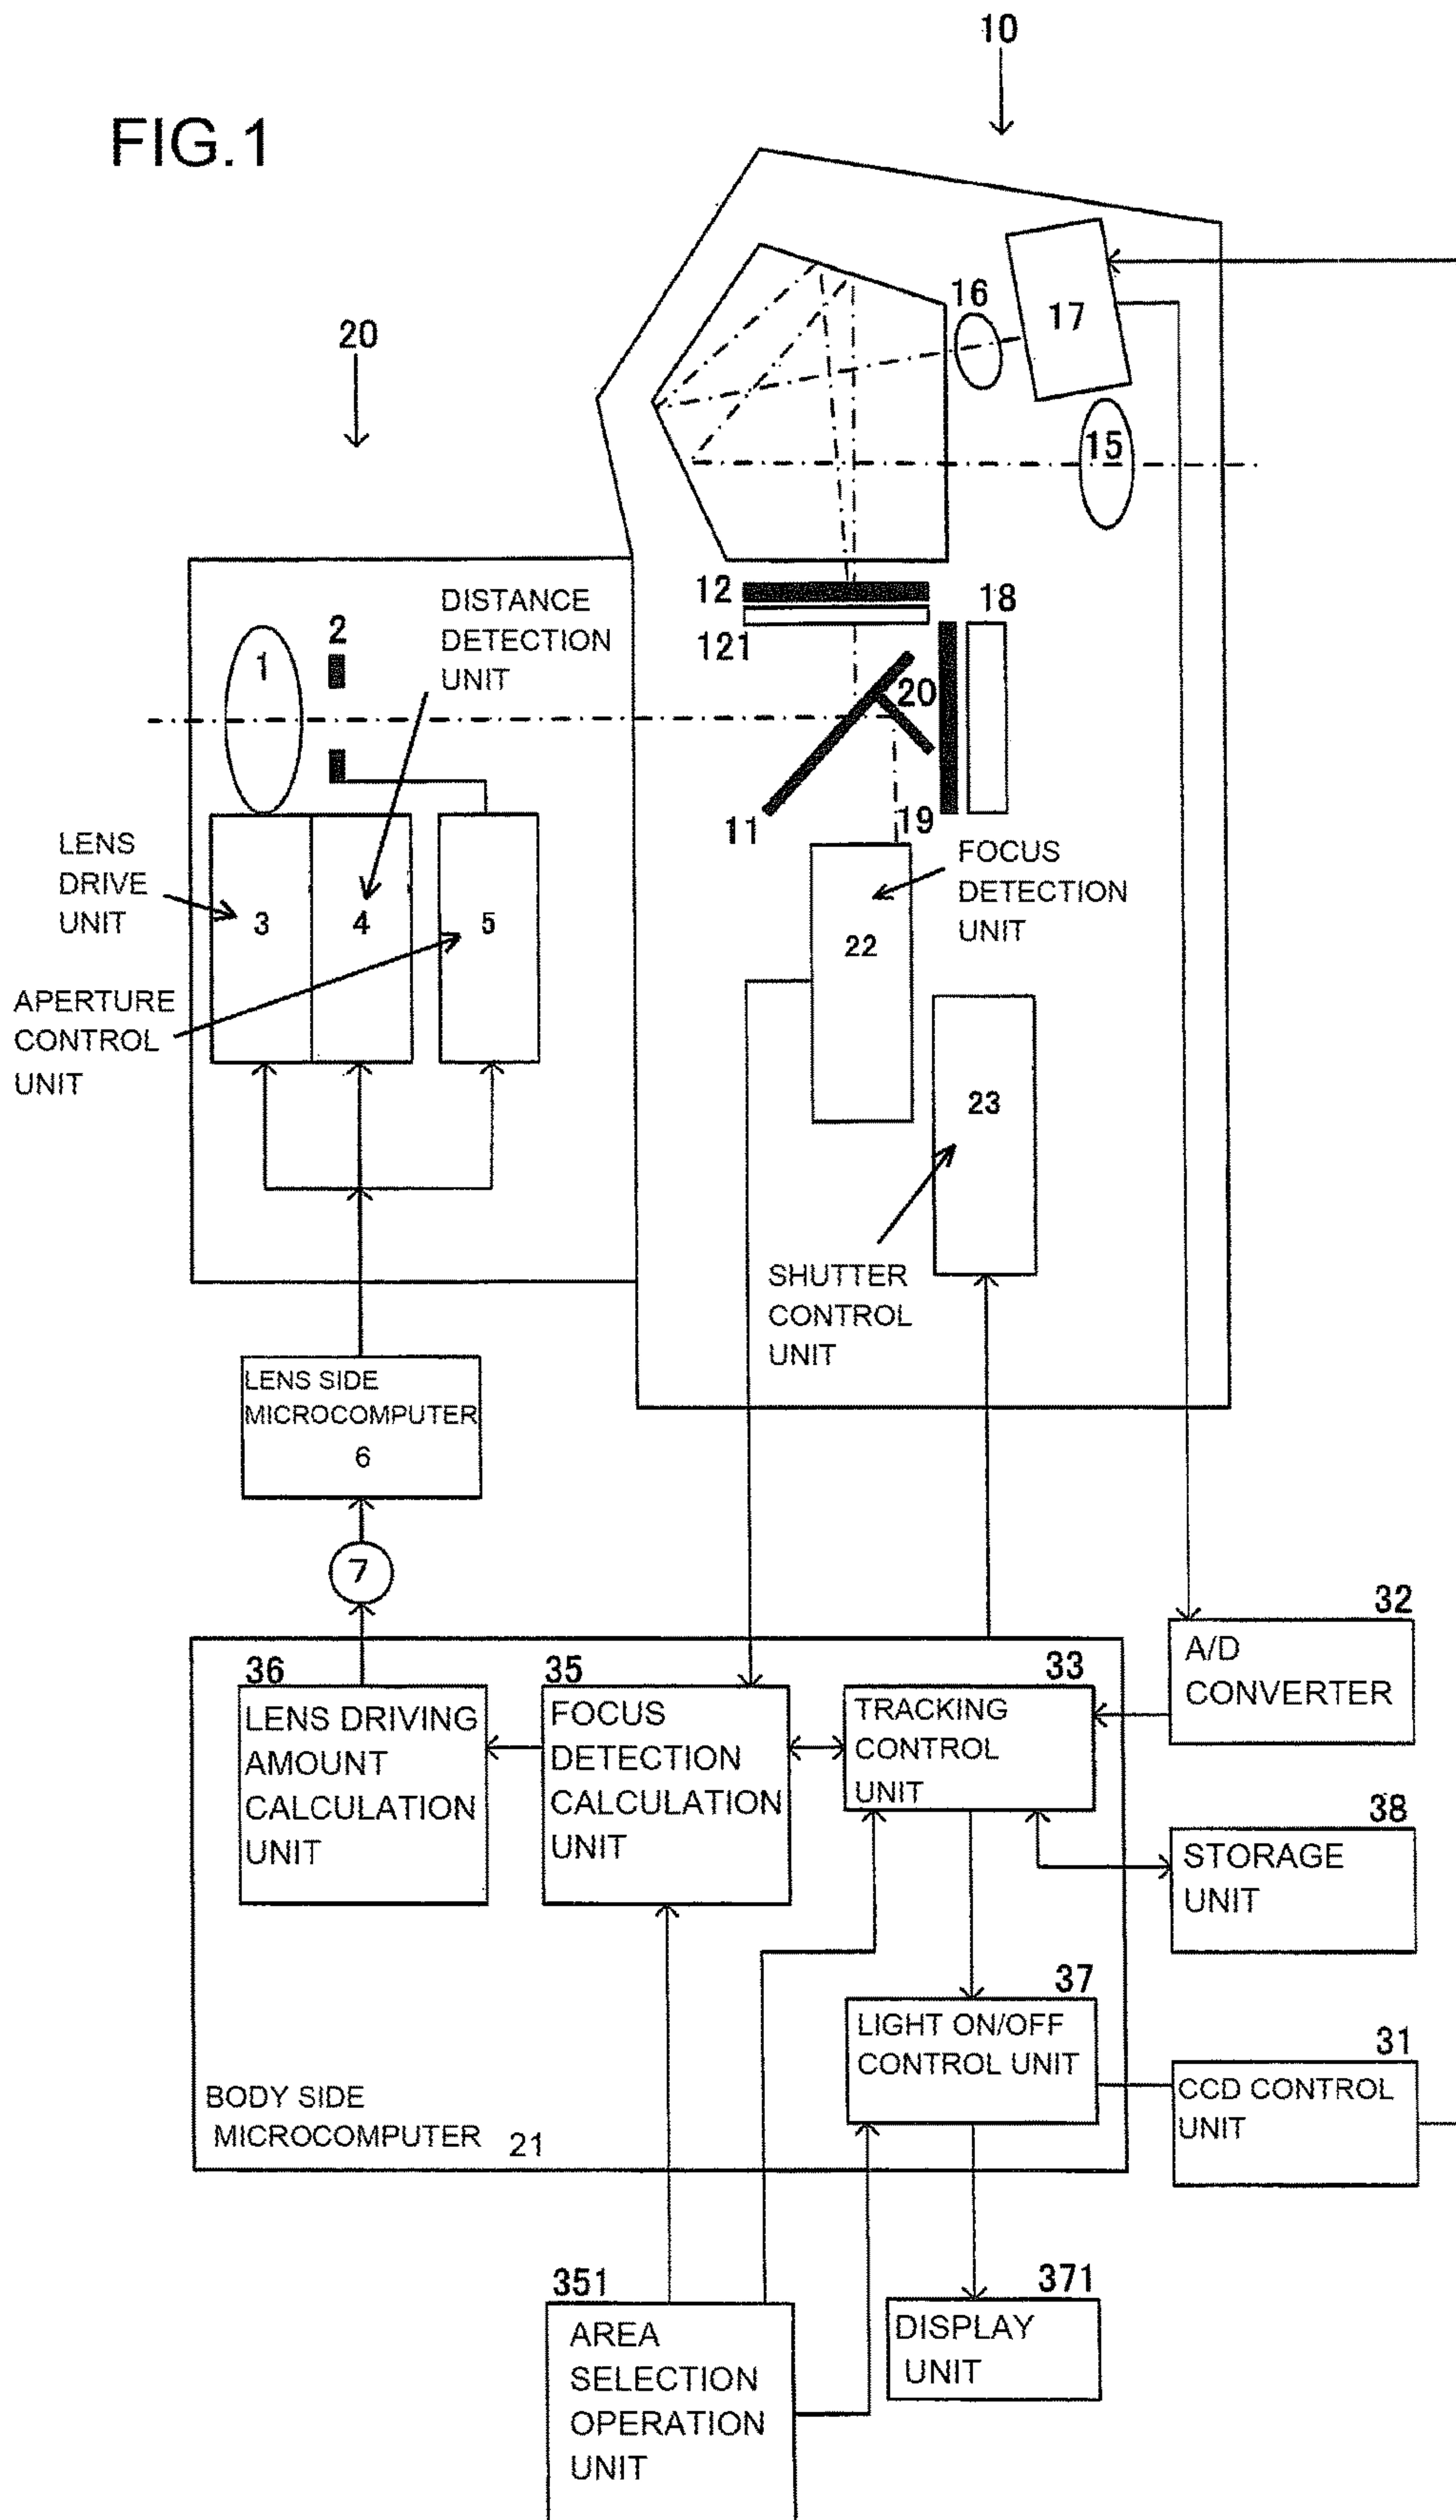 FIG.1
10
20
16
17
15
12
121
18
DISTANCE
DETECTION
UNIT
1
2
20
11
19
LENS
DRIVE
UNIT
3
4
5
FOCUS
DETECTION
UNIT
22
APERTURE
CONTROL
UNIT
23
SHUTTER
CONTROL
UNIT
LENS SIDE
MICROCOMPUTER
6
7
36
LENS DRIVING
AMOUNT
CALCULATION
UNIT
35
FOCUS
DETECTION
CALCULATION
UNIT
33
TRACKING
CONTROL
UNIT
32
A/D
CONVERTER
38
STORAGE
UNIT
37
LIGHT ON/OFF
CONTROL UNIT
31
CCD CONTROL
UNIT
BODY SIDE
MICROCOMPUTER 21
351
AREA
SELECTION
OPERATION
UNIT
371
DISPLAY
UNIT